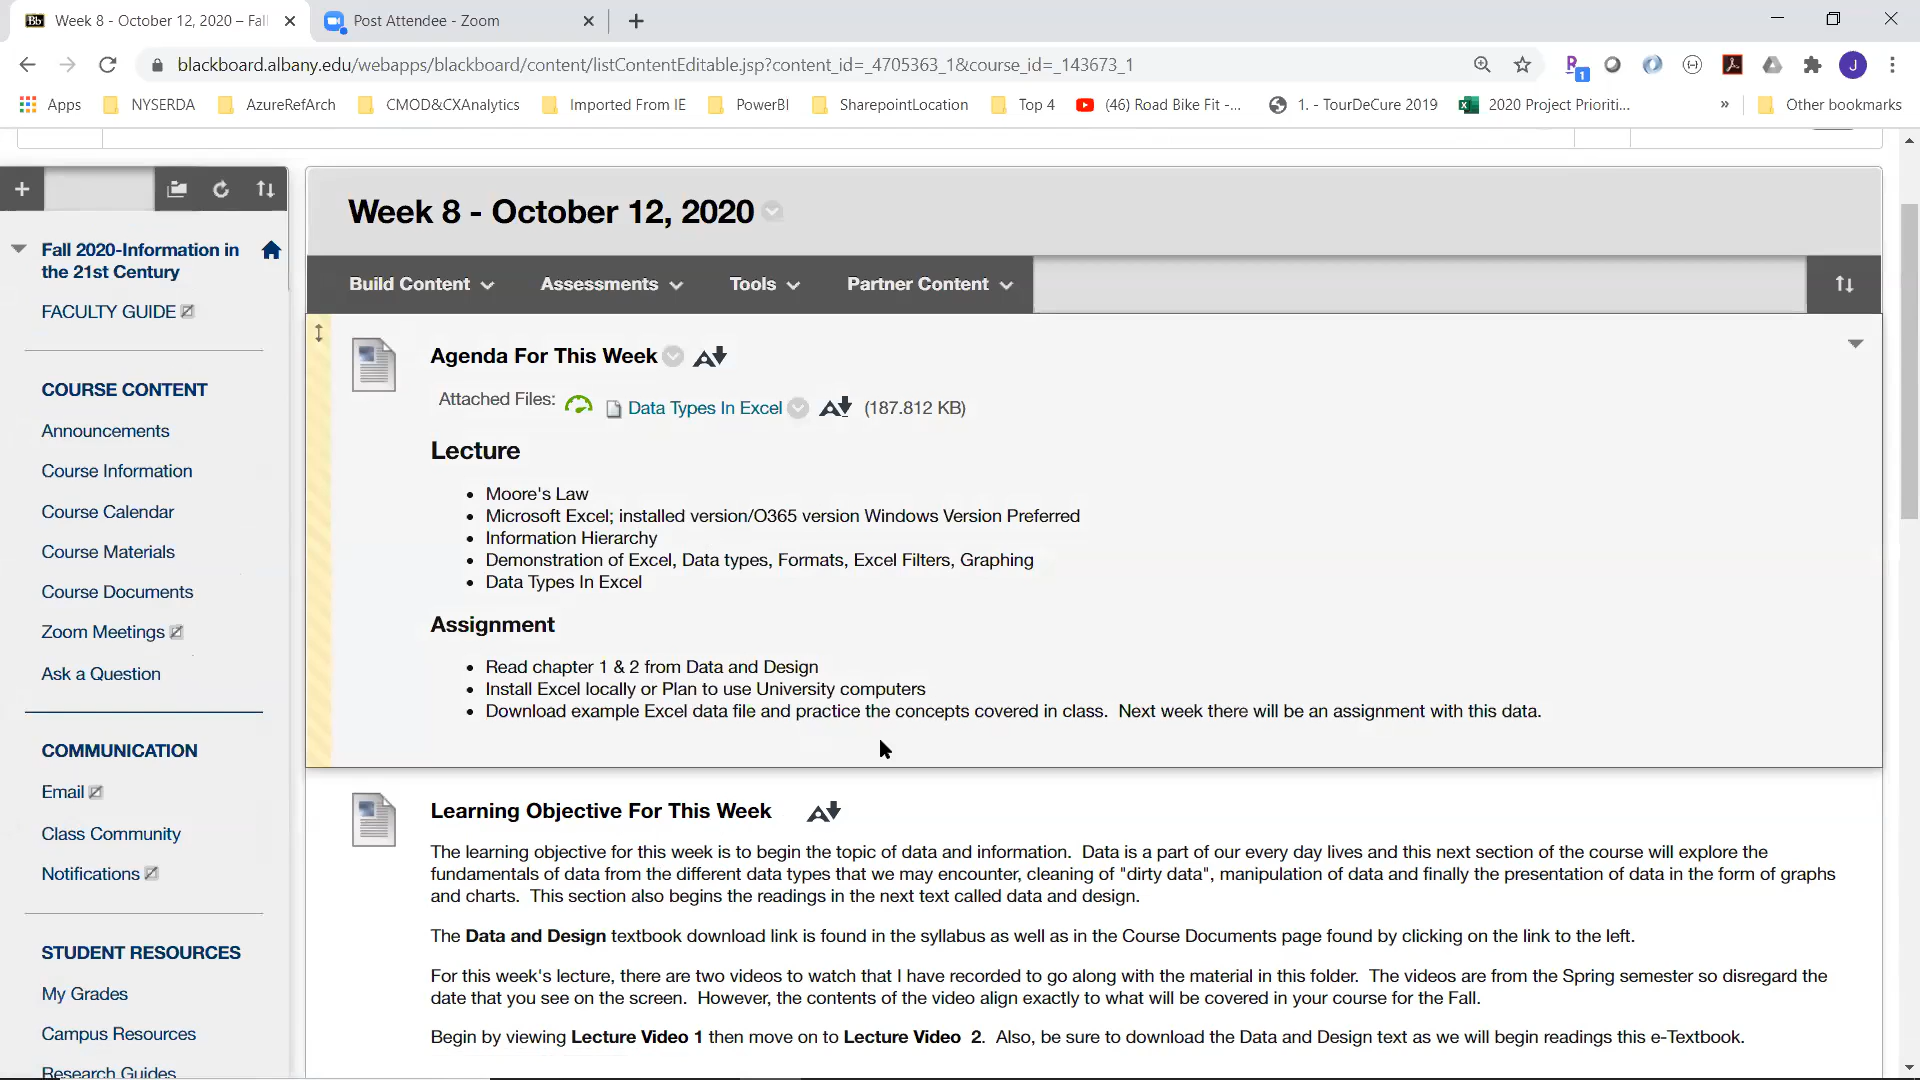 Bb Week 8 - October 12, 2020 – Fall
Post Attendee - Zoom
blackboard.albany.edu/webapps/blackboard/content/listContentEditable.jsp?content_id=_4705363_1&course_id=_143673_1
1
J
Apps
NYSERDA
AzureRefArch
CMOD&CXAnalytics
Imported From IE
PowerBI
SharepointLocation
Top 4
(46) Road Bike Fit -...
1. - TourDeCure 2019
2020 Project Prioriti...
»
Other bookmarks
Fall 2020-Information in
the 21st Century
FACULTY GUIDE
COURSE CONTENT
Announcements
Course Information
Course Calendar
Course Materials
Course Documents
Zoom Meetings
Ask a Question
COMMUNICATION
Email
Class Community
Notifications
STUDENT RESOURCES
My Grades
Campus Resources
Research Guides
Week 8 - October 12, 2020
Build Content
Assessments
Tools
Partner Content
Agenda For This Week
Attached Files: Data Types In Excel (187.812 KB)
Lecture
• Moore's Law
• Microsoft Excel; installed version/O365 version Windows Version Preferred
• Information Hierarchy
• Demonstration of Excel, Data types, Formats, Excel Filters, Graphing
• Data Types In Excel
Assignment
• Read chapter 1 & 2 from Data and Design
• Install Excel locally or Plan to use University computers
• Download example Excel data file and practice the concepts covered in class. Next week there will be an assignment with this data.
Learning Objective For This Week
The learning objective for this week is to begin the topic of data and information. Data is a part of our every day lives and this next section of the course will explore the
fundamentals of data from the different data types that we may encounter, cleaning of "dirty data", manipulation of data and finally the presentation of data in the form of graphs
and charts. This section also begins the readings in the next text called data and design.
The Data and Design textbook download link is found in the syllabus as well as in the Course Documents page found by clicking on the link to the left.
For this week's lecture, there are two videos to watch that I have recorded to go along with the material in this folder. The videos are from the Spring semester so disregard the
date that you see on the screen. However, the contents of the video align exactly to what will be covered in your course for the Fall.
Begin by viewing Lecture Video 1 then move on to Lecture Video 2. Also, be sure to download the Data and Design text as we will begin readings this e-Textbook.